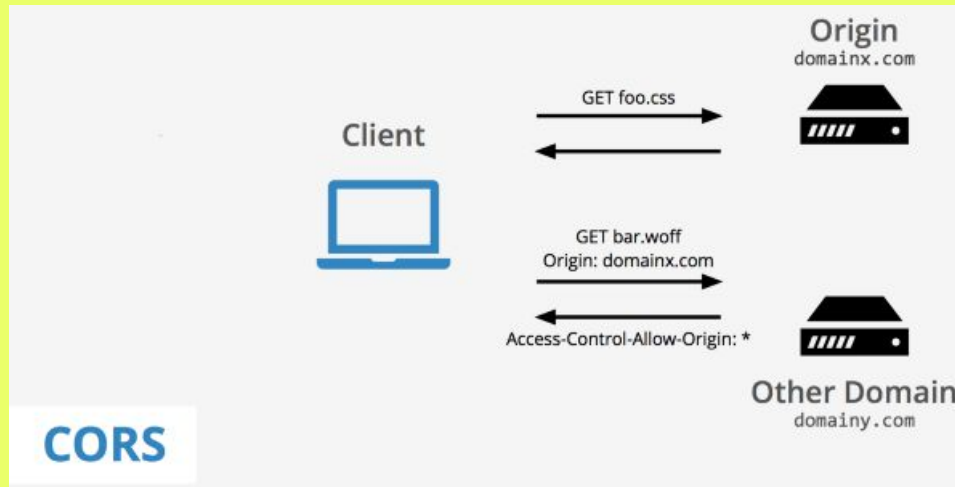 Origin
domainx.com
GET foo.css
Client
GET bar.woff
Origin: domainx.com
Access-Control-Allow-Origin: *
Other Domain
domainy.com
CORS